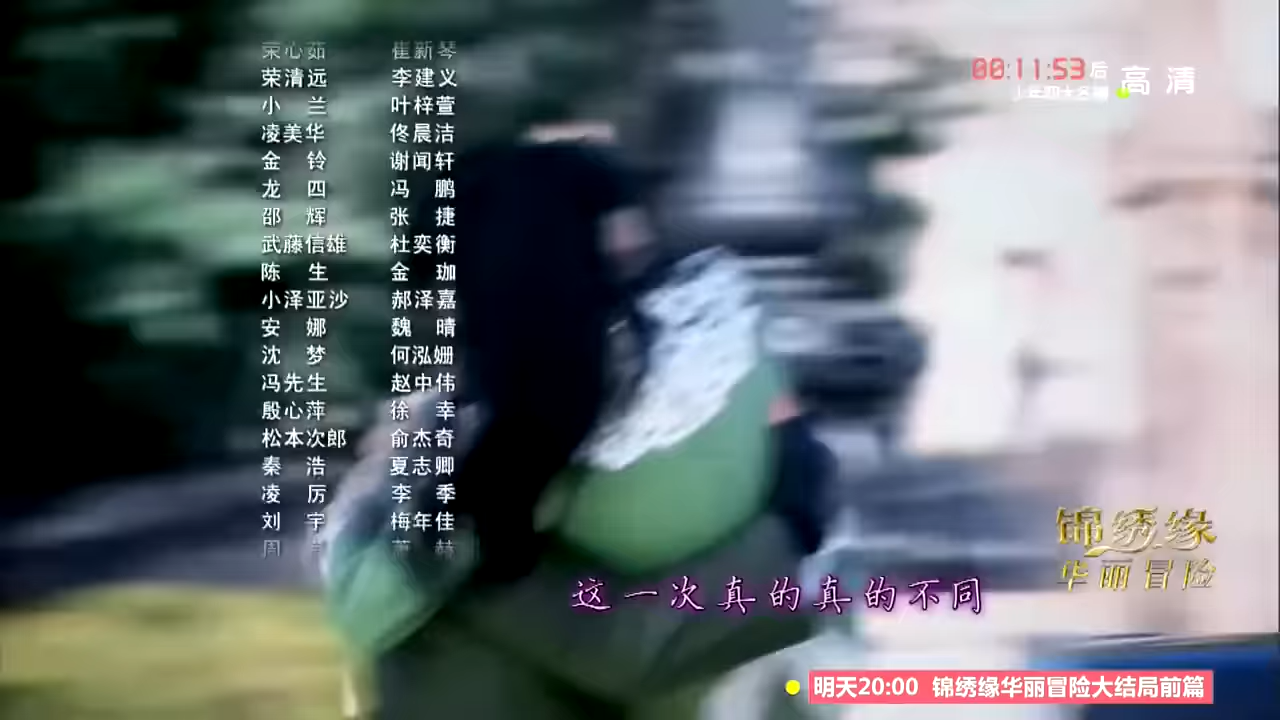 荣心茹 崔新琴
荣清远 李建义
小兰 叶梓萱
凌美华 佟晨洁
金铃 谢闻轩
龙四 冯鹏
邵辉 张捷
武藤信雄 杜奕衡
陈生 金珈
小泽亚沙 郝泽嘉
安娜 魏晴
沈梦 何泓姗
冯先生 赵中伟
殷心萍 徐幸
松本次郎 俞杰奇
秦浩 夏志卿
凌厉 李季
刘宇 梅年佳
周
00:11:53后
高清
锦绣缘
华丽冒险
这一次真的真的不同
明天20:00 锦绣缘华丽冒险大结局前篇